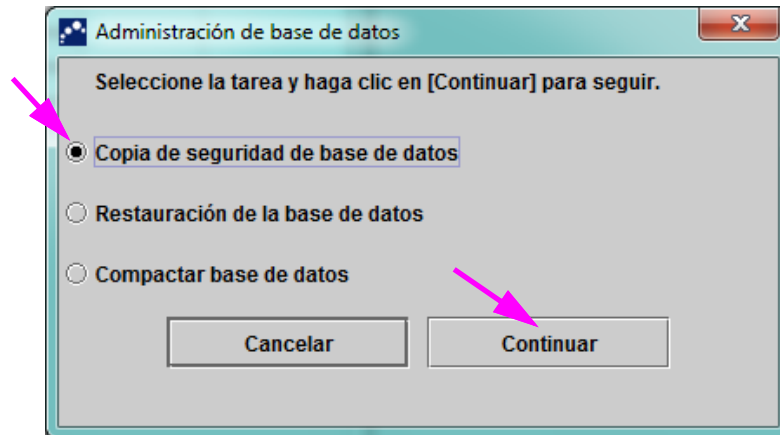 Administración de base de datos
Seleccione la tarea y haga clic en [Continuar] para seguir.
Copia de seguridad de base de datos
Restauración de la base de datos
Compactar base de datos
Cancelar
Continuar